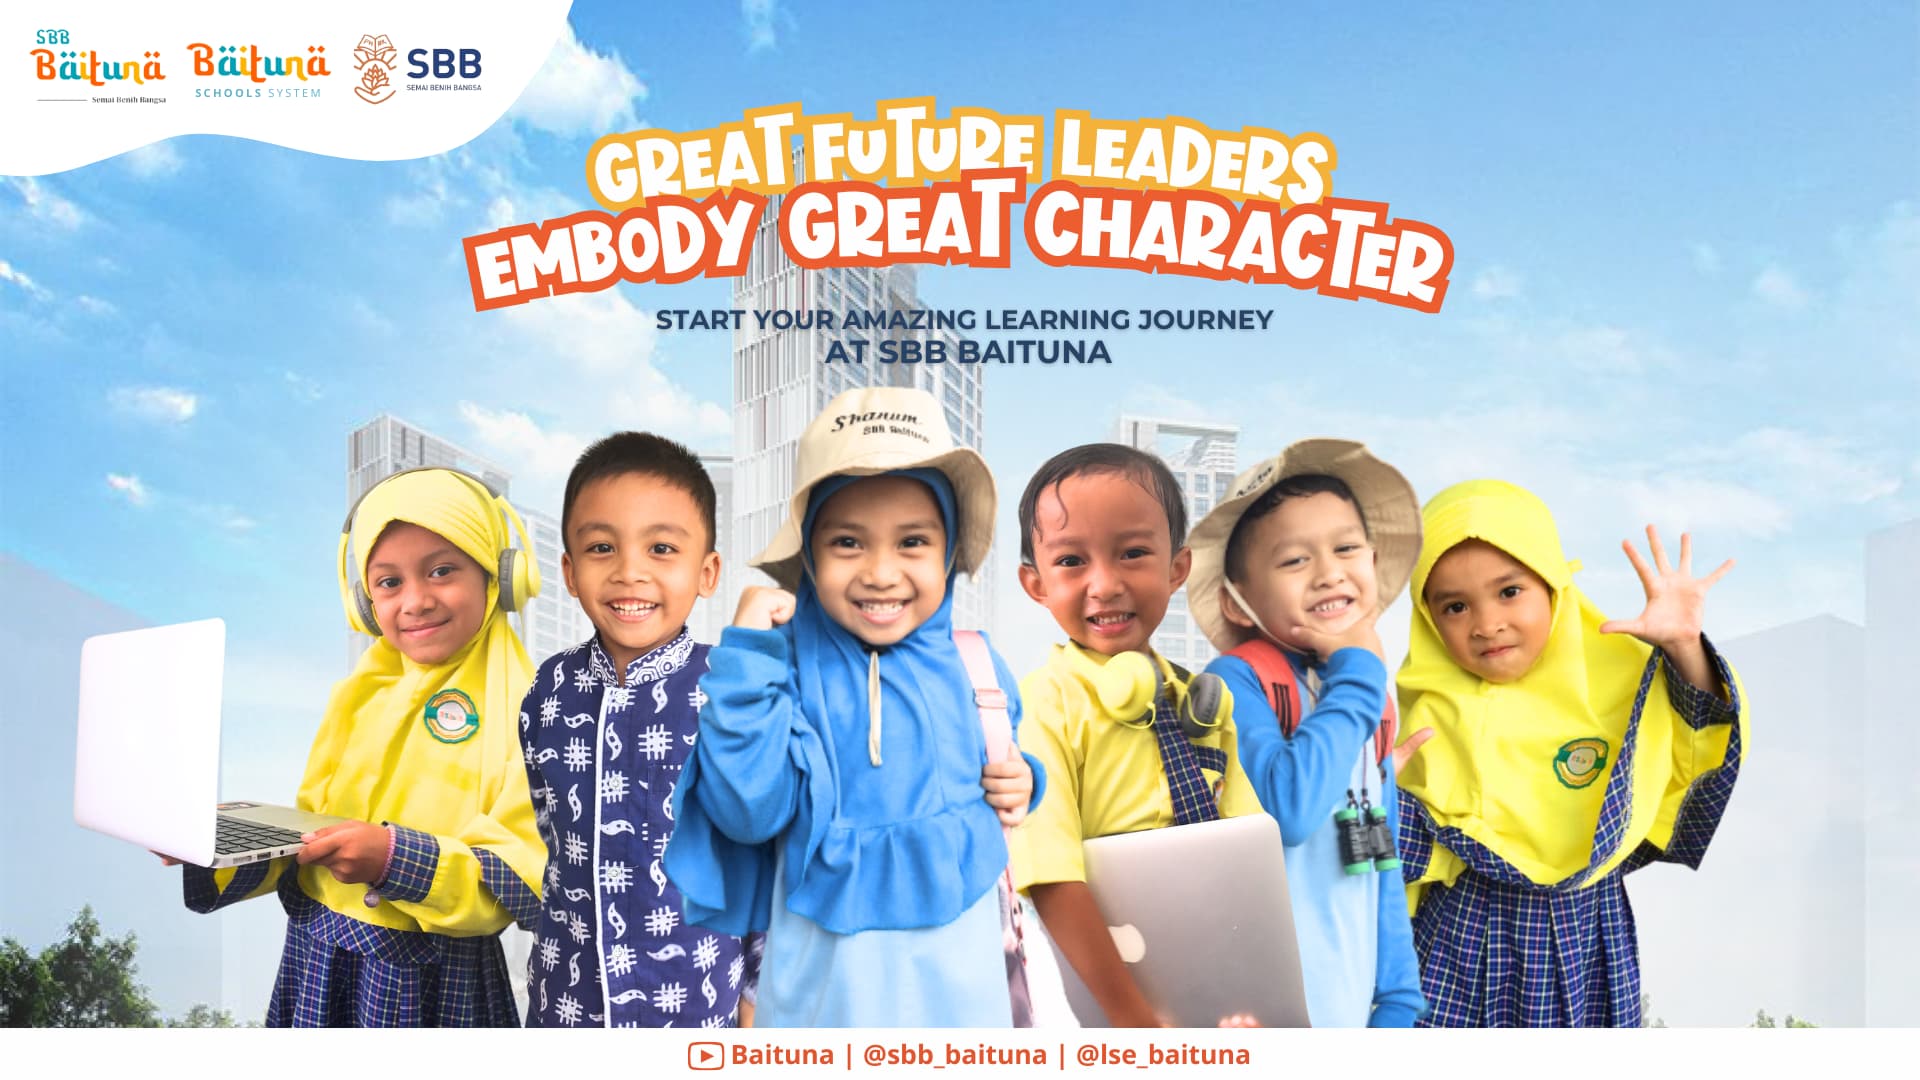 SBB
Baituna
Semai Benih Bangsa
Baituna
SCHOOLS SYSTEM
SBB
SEMAI BENIH BANGSA
GREAT FUTURE LEADERS
EMBODY GREAT CHARACTER
START YOUR AMAZING LEARNING JOURNEY
AT SBB BAITUNA
Shanum
SBB Baituna
Baituna | @sbb_baituna | @lse_baituna